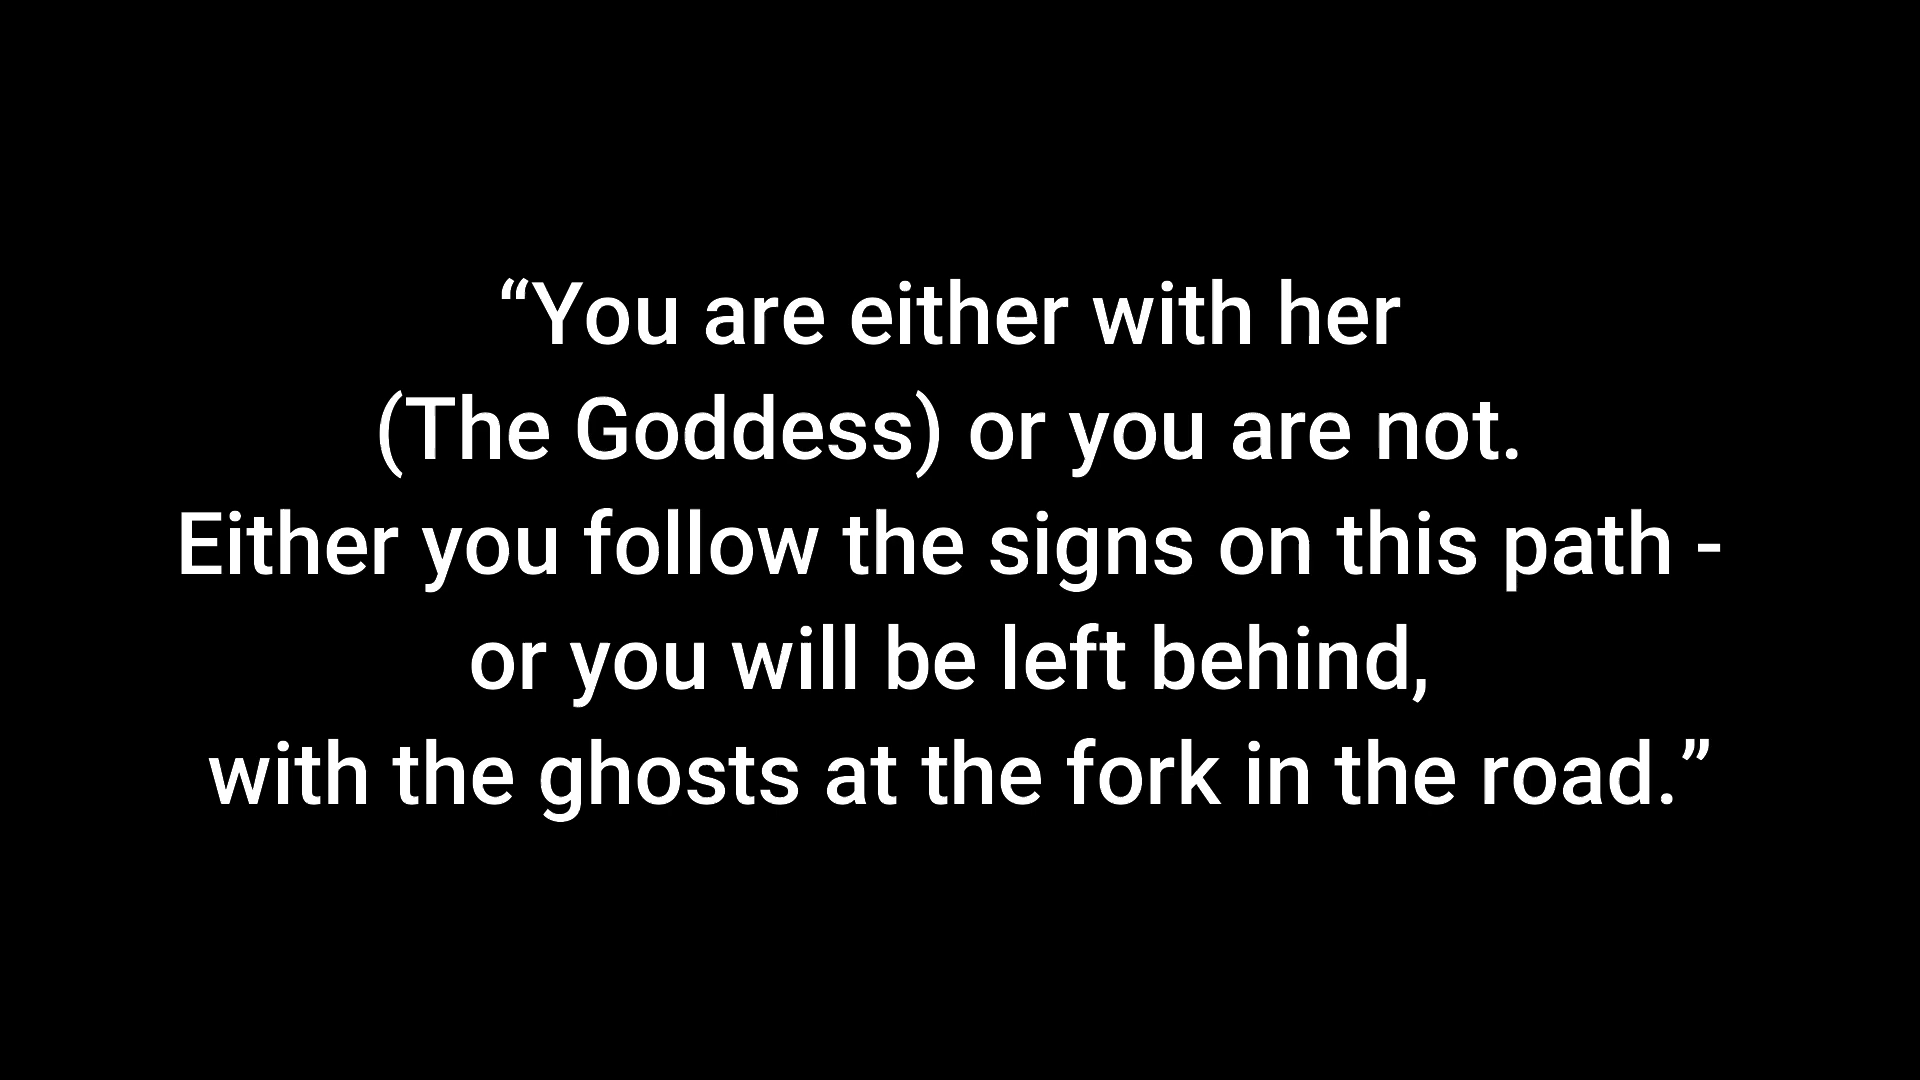 “You are either with her
(The Goddess) or you are not.
Either you follow the signs on this path -
or you will be left behind,
with the ghosts at the fork in the road.”